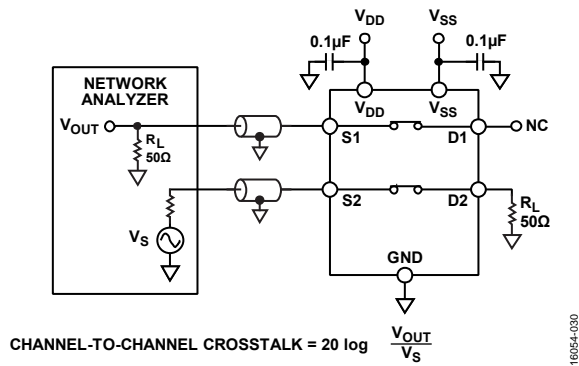 VDD
VSS
0.1µF
0.1µF
NETWORK
ANALYZER
VDD
VSS
VOUT
RL
50Ω
S1
D1
NC
S2
D2
RL
50Ω
VS
GND
CHANNEL-TO-CHANNEL CROSSTALK = 20 log VOUT
VS
16054-030